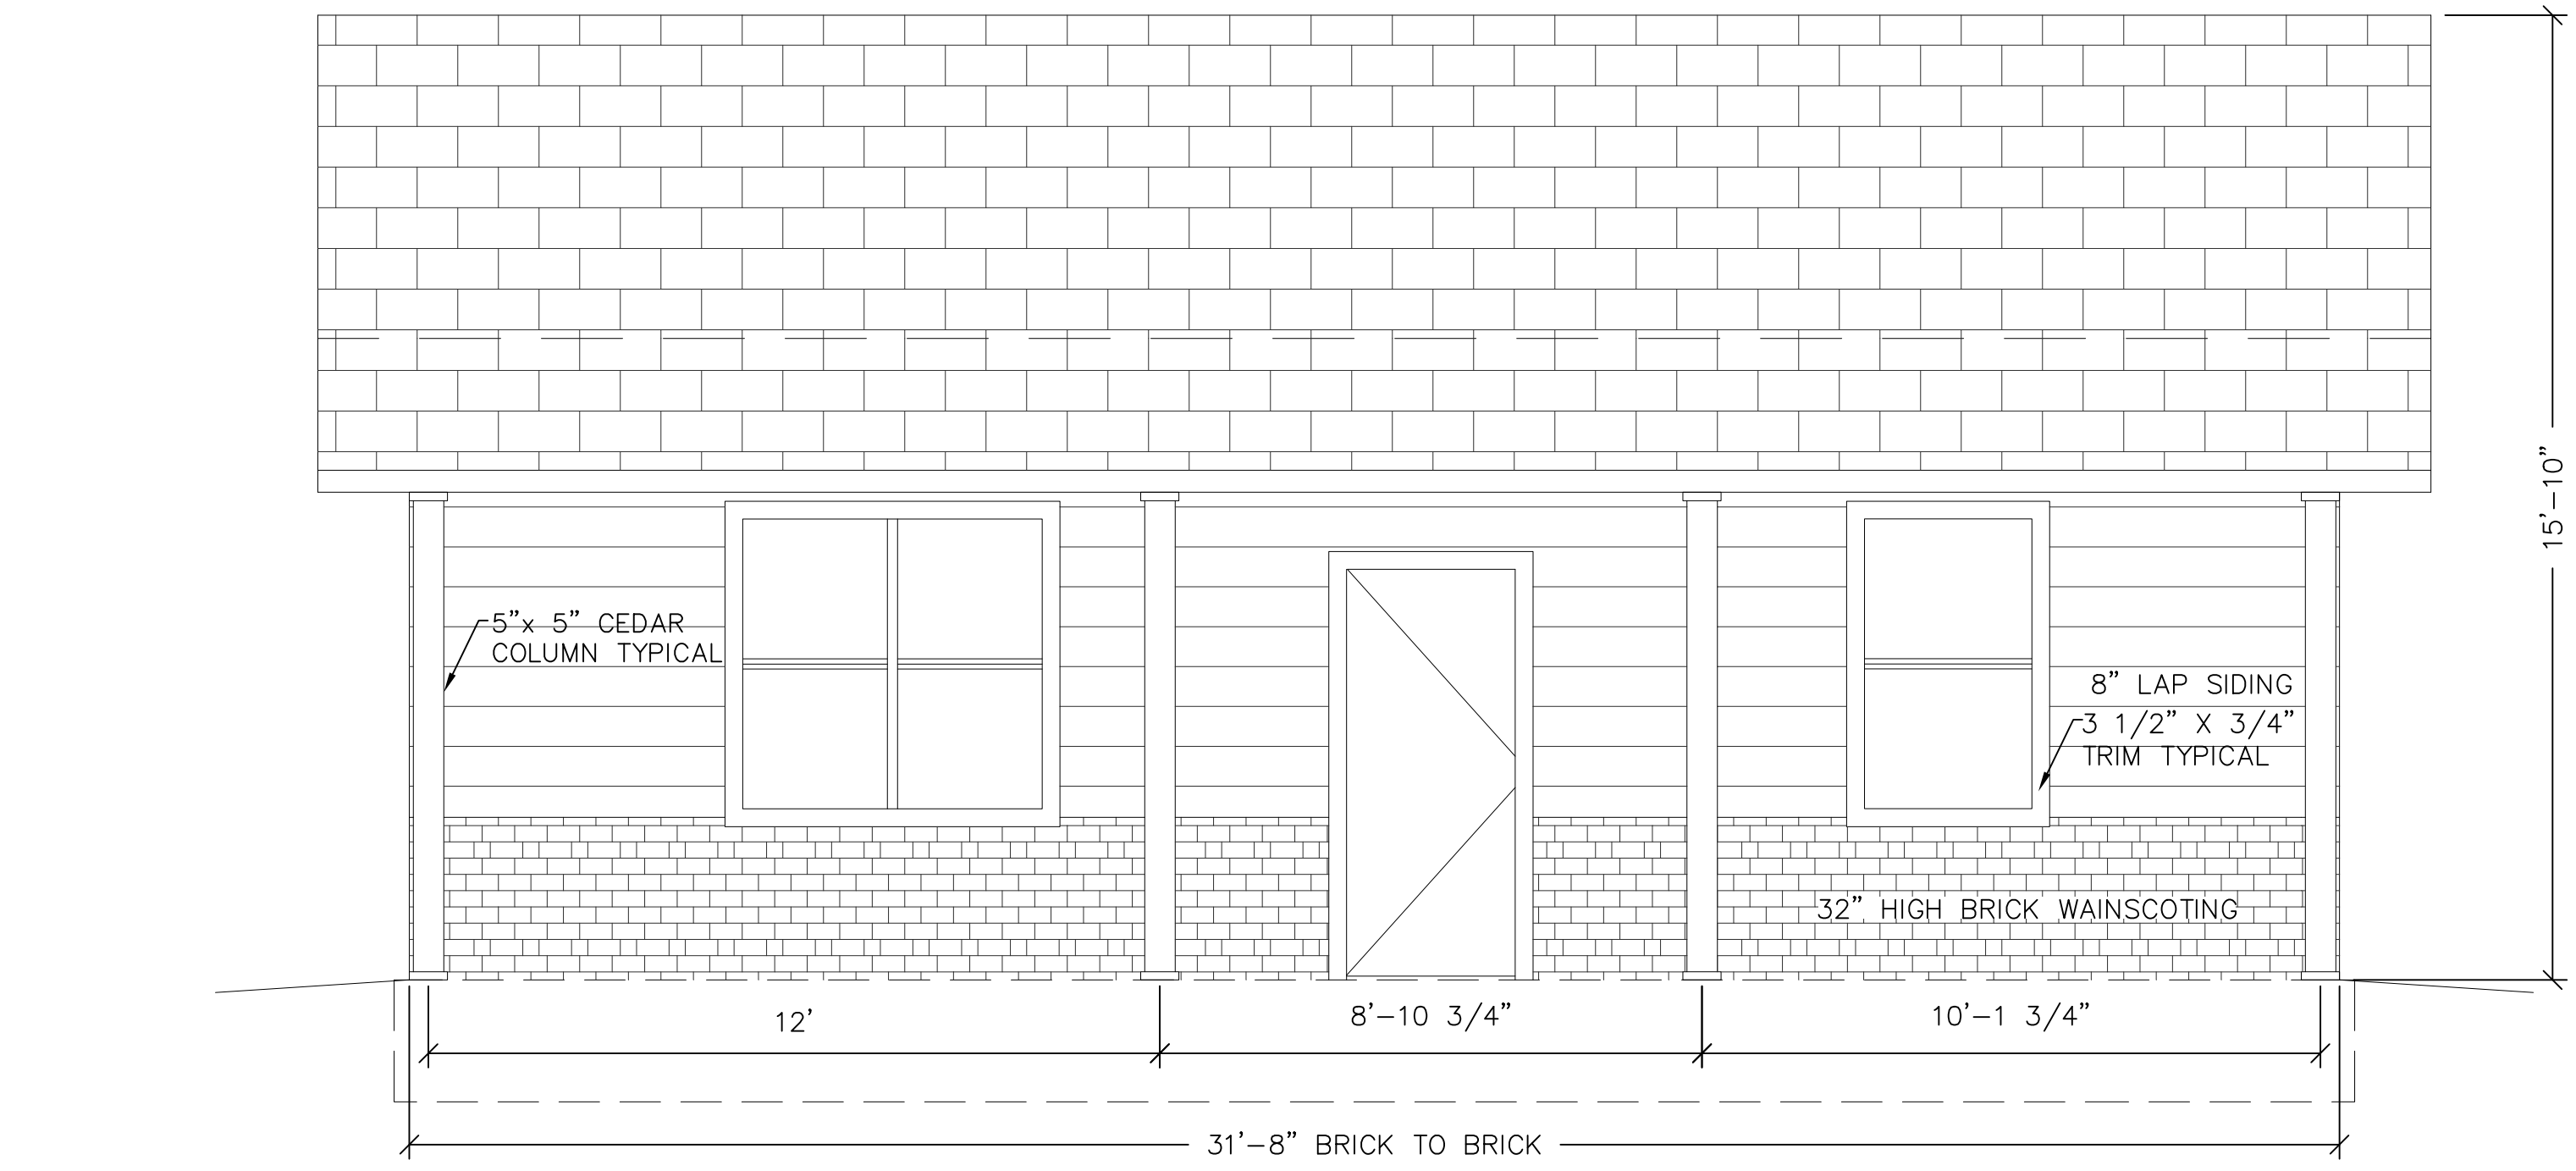 15'-10"
5"x 5" CEDAR
COLUMN TYPICAL
8" LAP SIDING
3 1/2" X 3/4"
TRIM TYPICAL
32" HIGH BRICK WAINSCOTING
12'
8'-10 3/4"
10'-1 3/4"
31'-8" BRICK TO BRICK